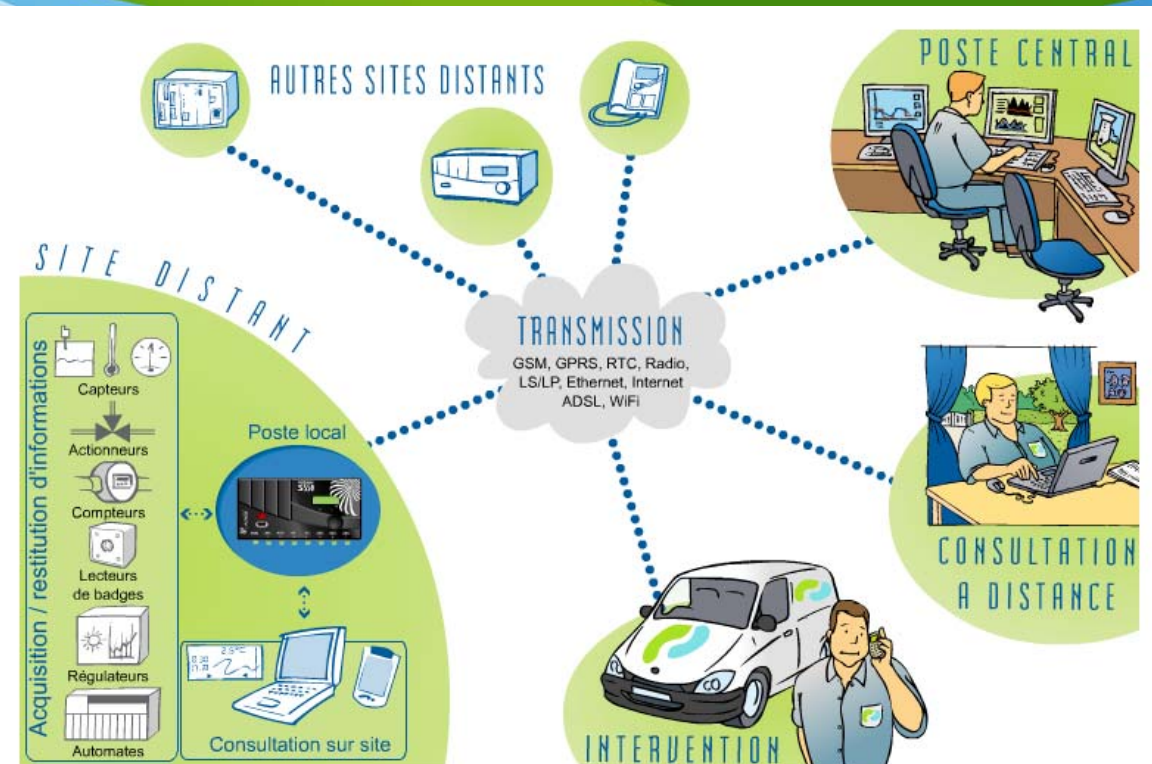 AUTRES SITES DISTANTS
POSTE CENTRAL
SITE DISTANT
TRANSMISSION
GSM, GPRS, RTC, Radio,
LS/LP, Ethernet, Internet
ADSL, WiFi
Acquisition / restitution d'informations
Capteurs
Actionneurs
Compteurs
Lecteurs
de badges
Régulateurs
Automates
Poste local
Consultation sur site
CONSULTATION
A DISTANCE
INTERVENTION